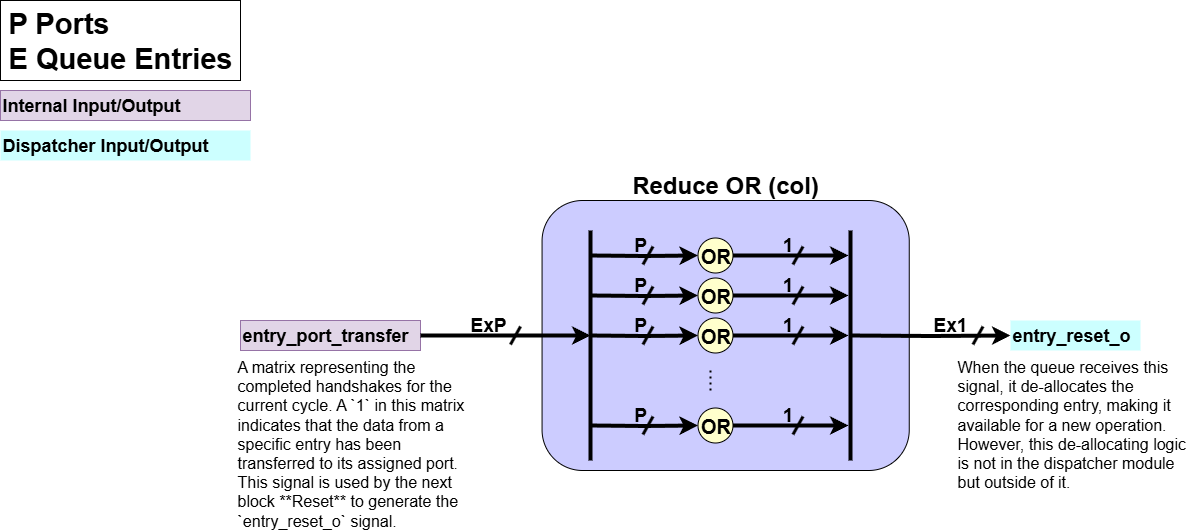 P Ports
E Queue Entries
Internal Input/Output
Dispatcher Input/Output
Reduce OR (col)
P
OR
1
P
OR
1
entry_port_transfer
ExP
P
OR
1
Ex1
entry_reset_o
P
OR
1
A matrix representing the
completed handshakes for the
current cycle. A `1` in this matrix
indicates that the data from a
specific entry has been
transferred to its assigned port.
This signal is used by the next
block **Reset** to generate the
`entry_reset_o` signal.
When the queue receives this
signal, it de-allocates the
corresponding entry, making it
available for a new operation.
However, this de-allocating logic
is not in the dispatcher module
but outside of it.